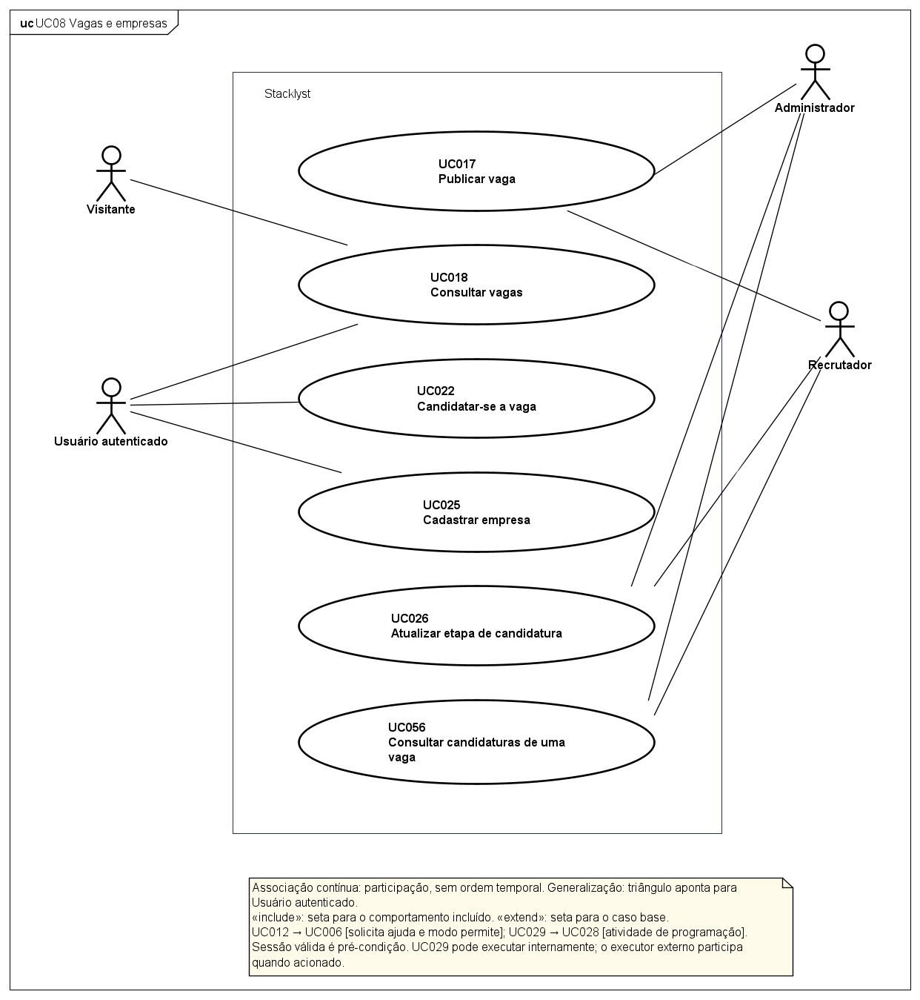 uc UC08 Vagas e empresas
Administrador
Stacklyst
UC017
Publicar vaga
Visitante
UC018
Consultar vagas
Recrutador
UC022
Candidatar-se a vaga
Usuário autenticado
UC025
Cadastrar empresa
UC026
Atualizar etapa de candidatura
UC056
Consultar candidaturas de uma
vaga
Associação contínua: participação, sem ordem temporal. Generalização: triângulo aponta para
Usuário autenticado.
«include»: seta para o comportamento incluído. «extend»: seta para o caso base.
UC012 → UC006 [solicita ajuda e modo permite]; UC029 → UC028 [atividade de programação].
Sessão válida é pré-condição. UC029 pode executar internamente; o executor externo participa
quando acionado.